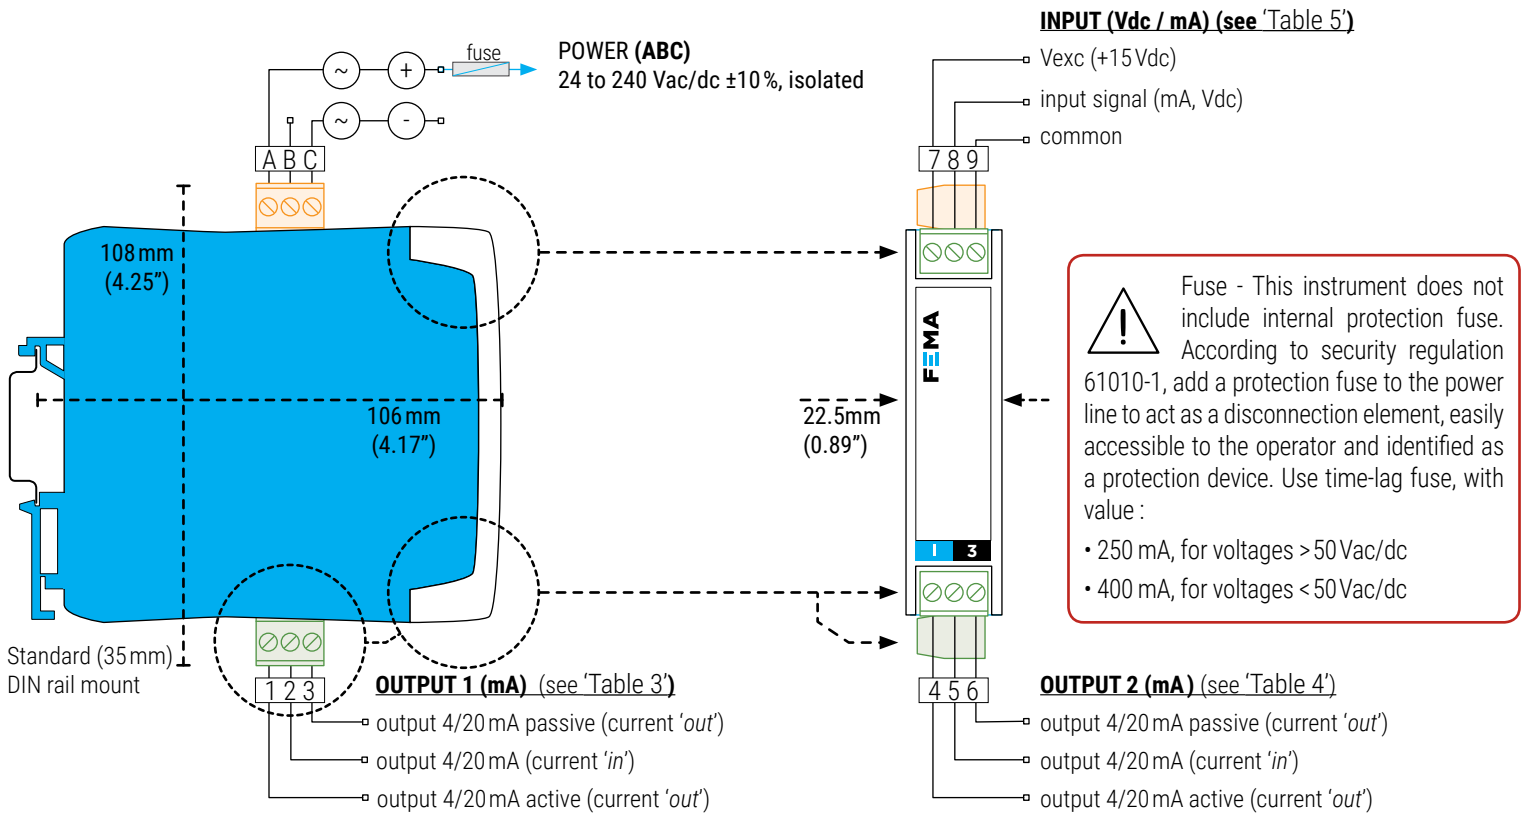 fuse
POWER (ABC)
24 to 240 Vac/dc ±10%, isolated
~ +
~ -
A B C
108 mm
(4.25”)
106 mm
(4.17”)
Standard (35 mm)
DIN rail mount
1 2 3
OUTPUT 1 (mA) (see ‘Table 3’)
output 4/20 mA passive (current ‘out’)
output 4/20 mA (current ‘in’)
output 4/20 mA active (current ‘out’)
INPUT (Vdc / mA) (see ‘Table 5’)
Vexc (+15 Vdc)
input signal (mA, Vdc)
common
7 8 9
FEMA
22.5mm
(0.89”)
I 3
4 5 6
OUTPUT 2 (mA) (see ‘Table 4’)
output 4/20 mA passive (current ‘out’)
output 4/20 mA (current ‘in’)
output 4/20 mA active (current ‘out’)
!
Fuse - This instrument does not
include internal protection fuse.
According to security regulation
61010-1, add a protection fuse to the power
line to act as a disconnection element, easily
accessible to the operator and identified as
a protection device. Use time-lag fuse, with
value :
• 250 mA, for voltages > 50 Vac/dc
• 400 mA, for voltages < 50 Vac/dc